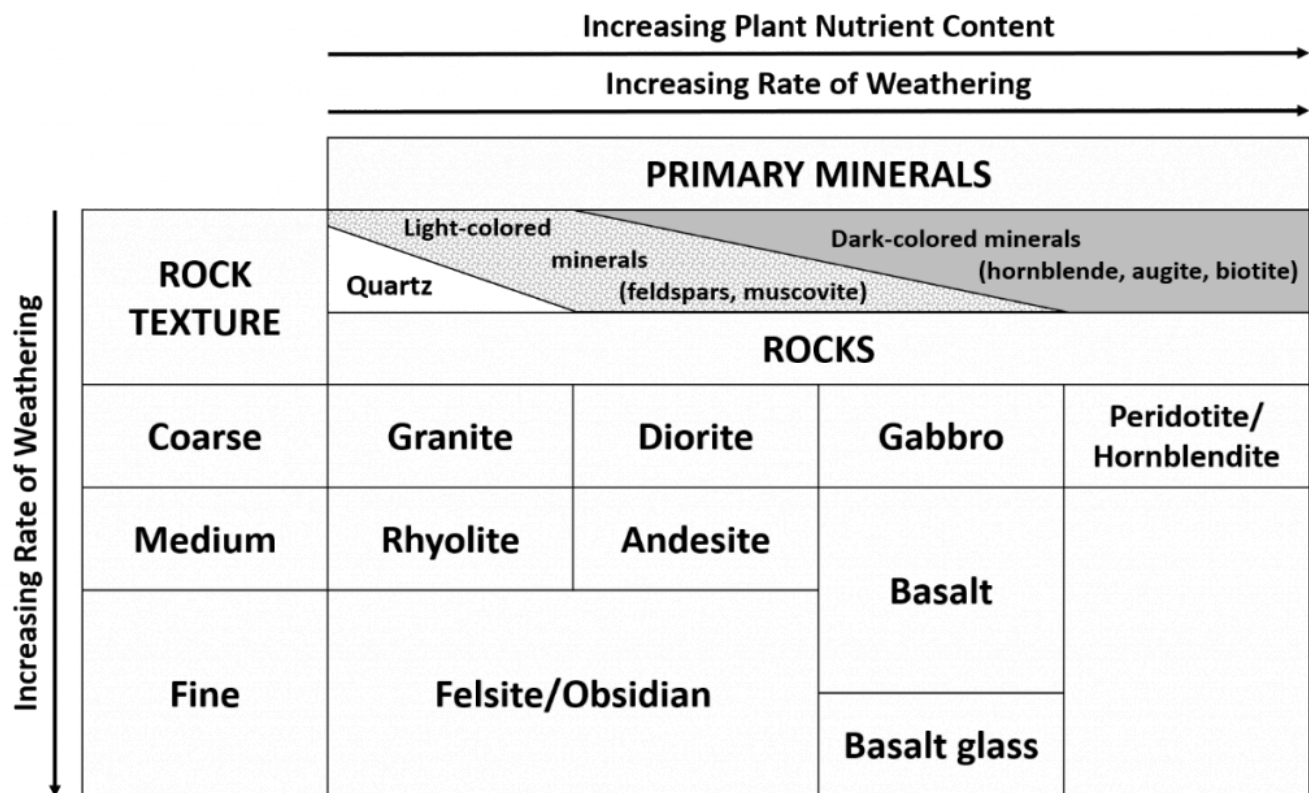 Increasing Plant Nutrient Content
Increasing Rate of Weathering
PRIMARY MINERALS
Increasing Rate of Weathering
ROCK
TEXTURE
Light-colored
minerals
(feldspars, muscovite)
Quartz
Dark-colored minerals
(hornblende, augite, biotite)
ROCKS
Coarse
Granite
Diorite
Gabbro
Peridotite/
Hornblendite
Medium
Rhyolite
Andesite
Basalt
Fine
Felsite/Obsidian
Basalt glass